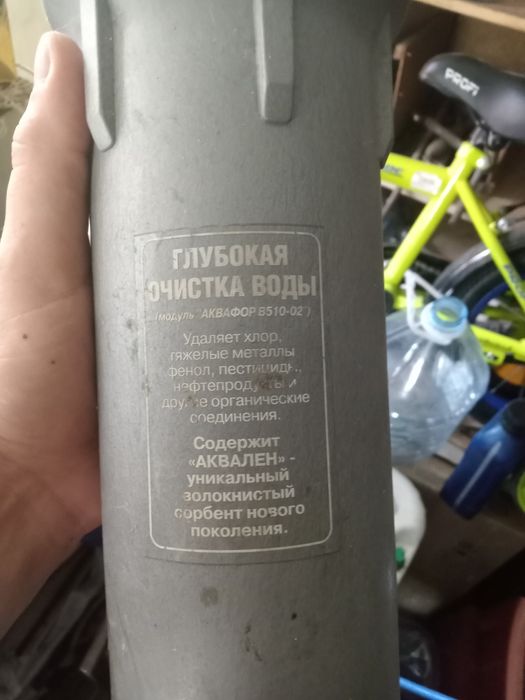 ГЛУБОКАЯ
ОЧИСТКА ВОДЫ
(модуль "АКВАФОР В510-02")
Удаляет хлор,
тяжелые металлы
фенол, пестициды,
нефтепродукты и
другие органические
соединения.
Содержит
«АКВАЛЕН» -
уникальный
волокнистый
сорбент нового
поколения.
PROFI